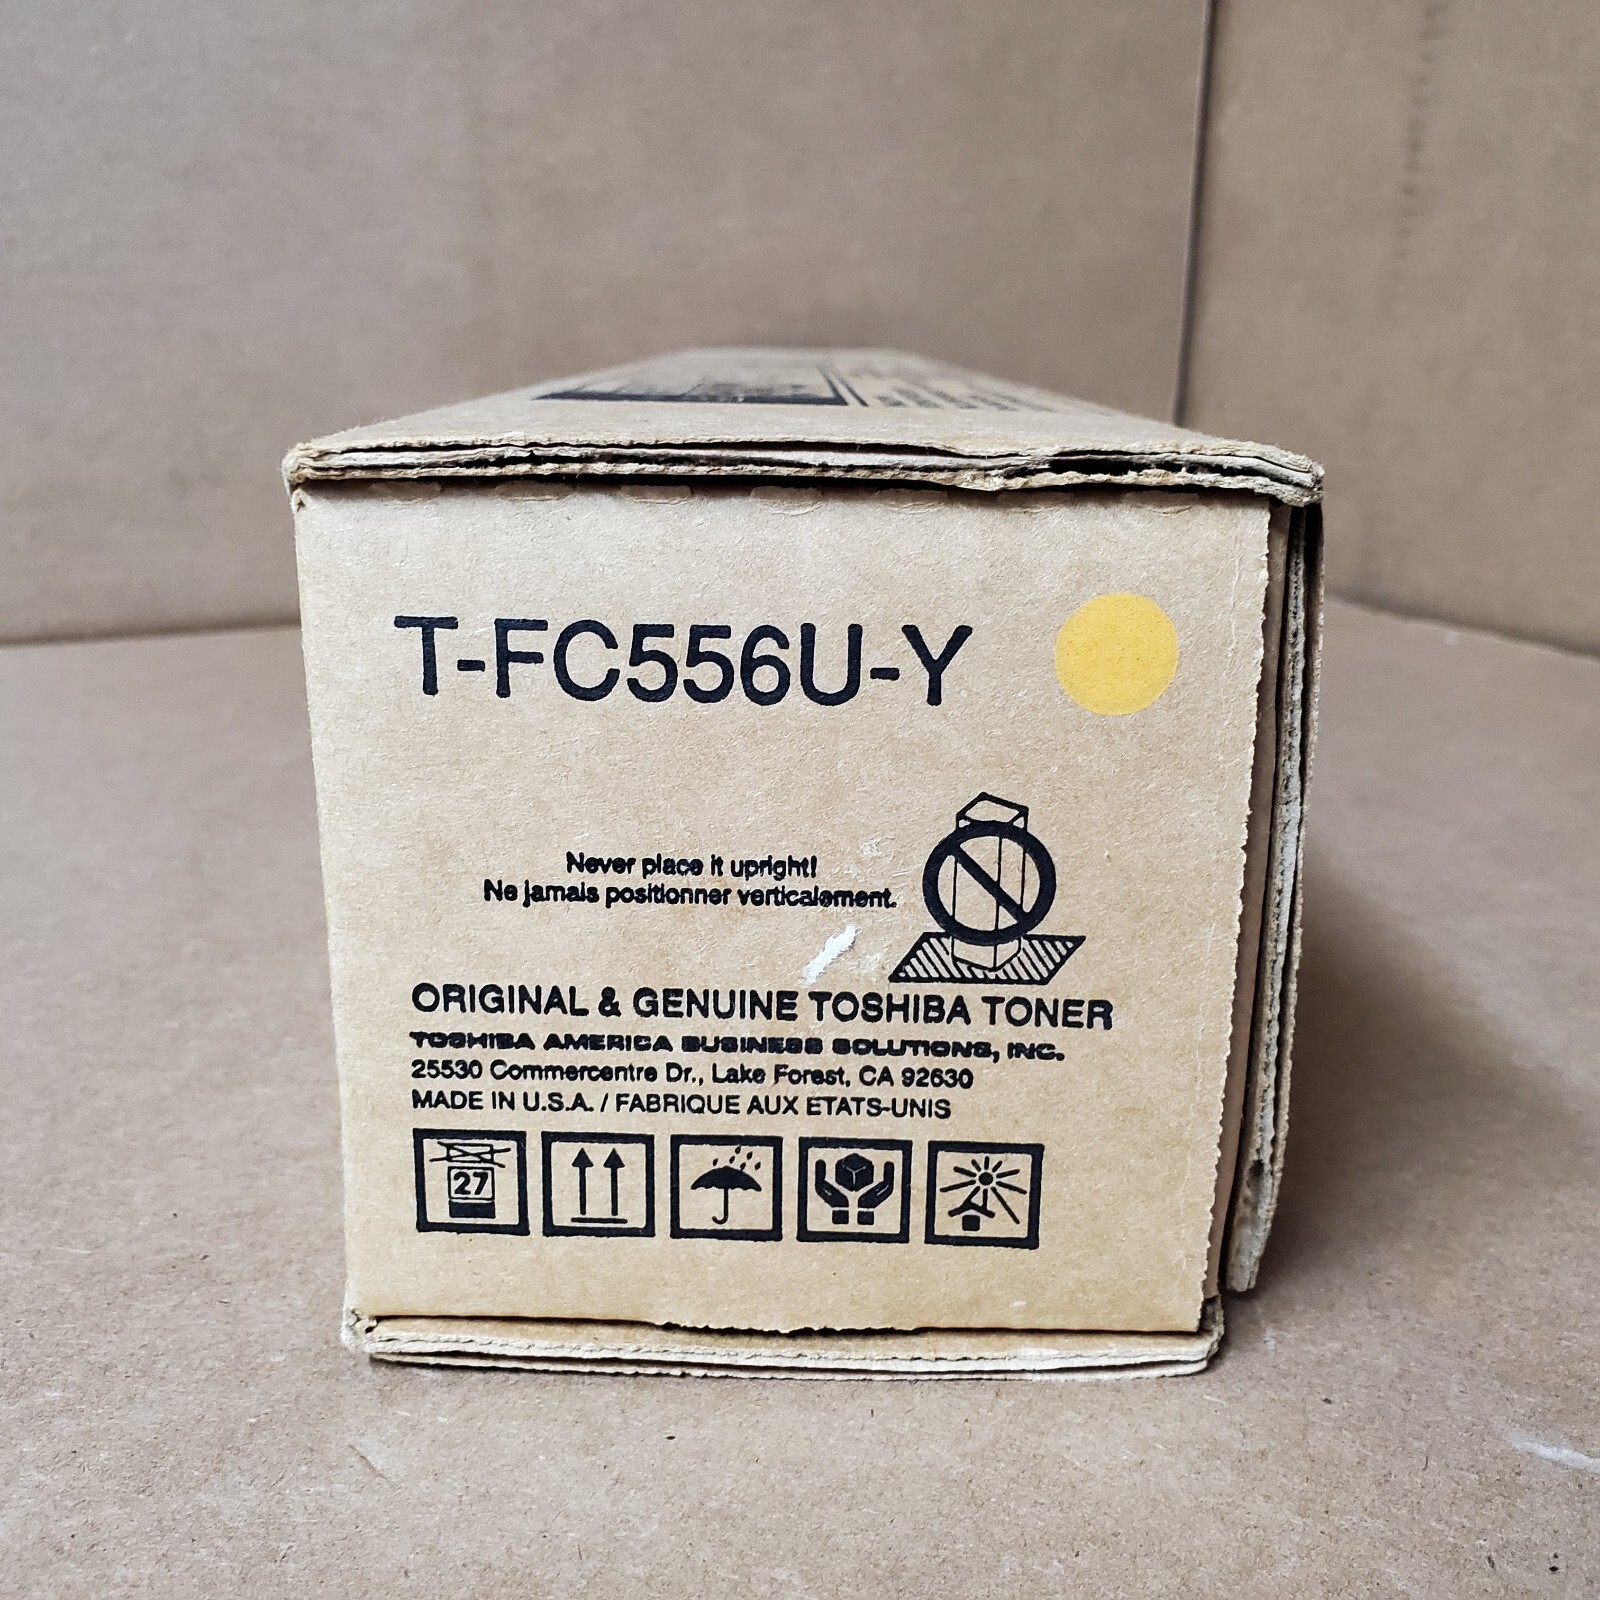 T-FC556U-Y
Never place it upright!
Ne jamais positionner verticalement.
ORIGINAL & GENUINE TOSHIBA TONER
TOSHIBA AMERICA BUSINESS SOLUTIONS, INC.
25530 Commercentre Dr., Lake Forest, CA 92630
MADE IN U.S.A. / FABRIQUE AUX ETATS-UNIS
27